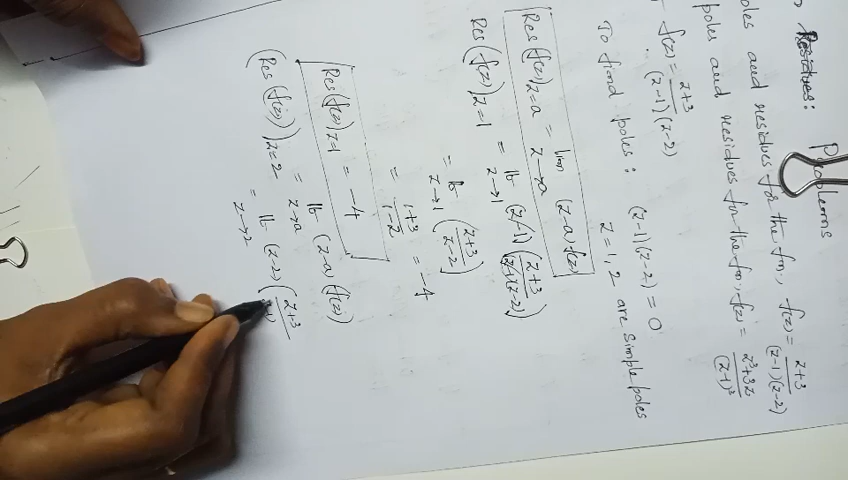 Problems
Residues:
poles and residues for the fn, f(z) = z+3 / (z-1)(z-2)
poles and residues for the fn, f(z) = z²+3z / (z-1)²
f(z) = z+3 / (z-1)(z-2)
To find poles: (z-1)(z-2) = 0
z = 1, 2 are simple poles
Res(f(z))z=a = lim z→a (z-a) f(z)
Res(f(z))z=1 = lt z→1 (z-1) (z+3 / (z-1)(z-2))
= lt z→1 (z+3 / z-2)
= 1+3 / 1-2 = -4
Res(f(z))z=1 = -4
(Res(f(z)))z=2 = lt z→a (z-a)(f(z))
= lt z→2 (z-2) (z+3